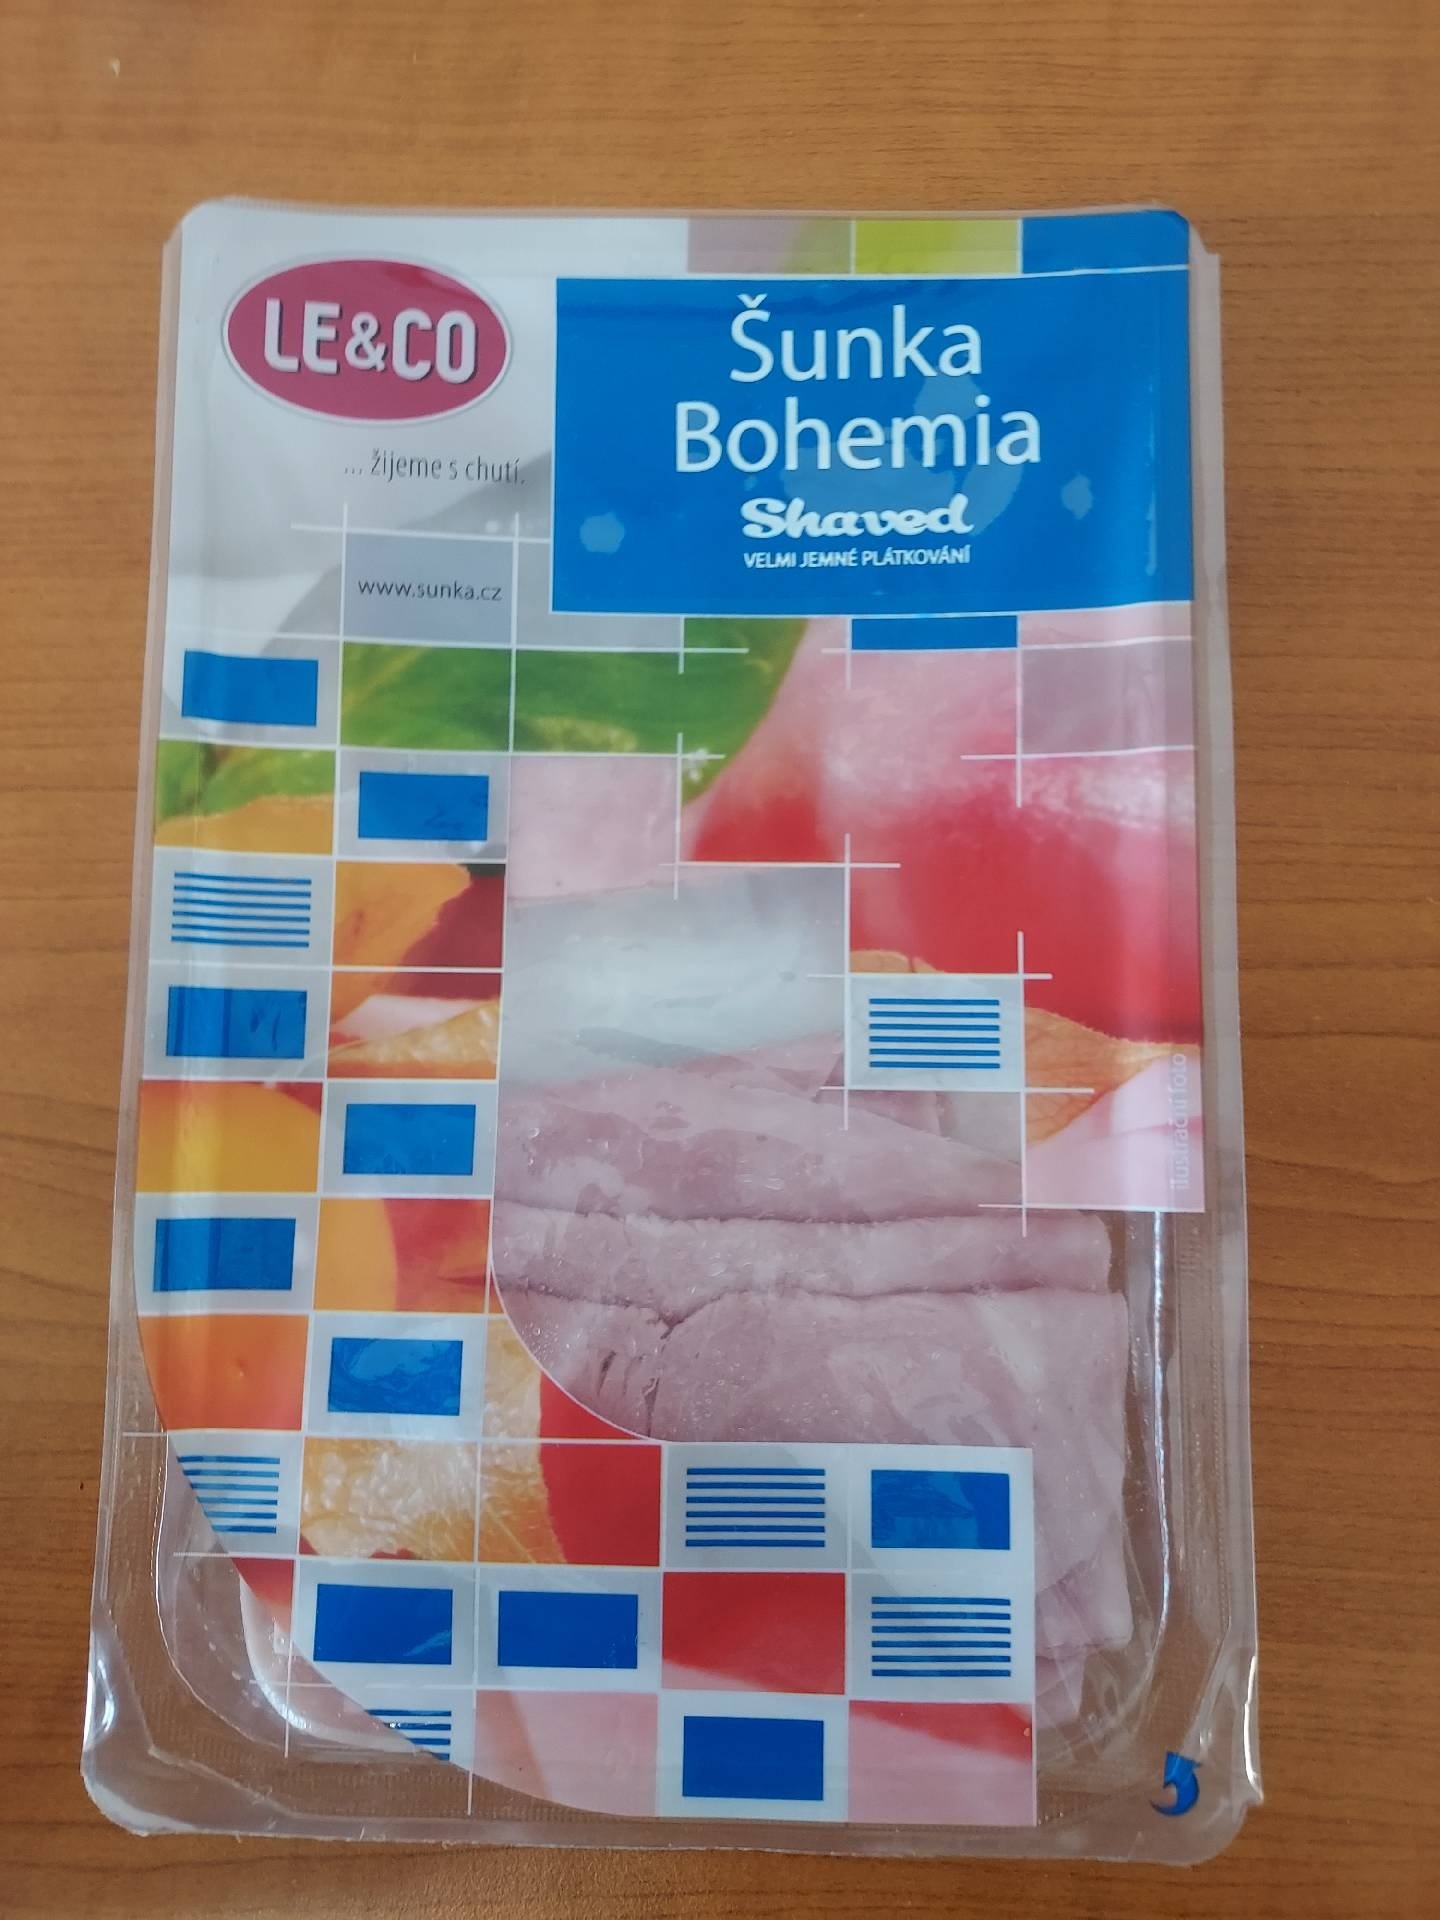 LE&CO
... žijeme s chutí.
www.sunka.cz
Šunka
Bohemia
Shaved
VELMI JEMNÉ PLÁTKOVÁNÍ
ilustrační foto